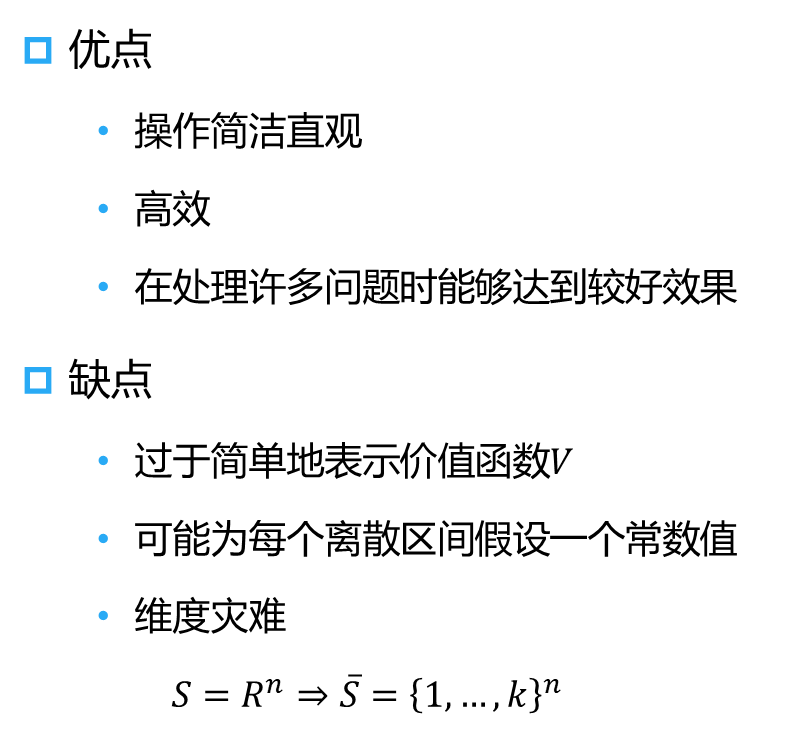 优点
• 操作简洁直观
• 高效
• 在处理许多问题时能够达到较好效果
缺点
• 过于简单地表示价值函数V
• 可能为每个离散区间假设一个常数值
• 维度灾难
S = Rⁿ ⇒ S̄ = {1, … , k}ⁿ